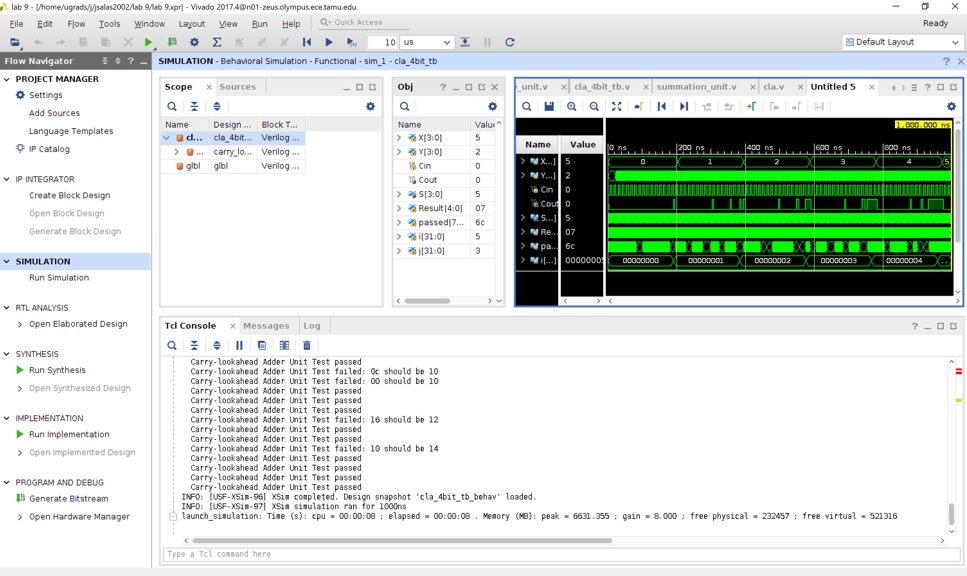 lab 9 - [/home/ugrads/j/jsalas2002/lab 9/lab 9.xpr] - Vivado 2017.4@n01-zeus.olympus.ece.tamu.edu
File Edit Flow Tools Window Layout View Run Help Quick Access Ready
10 us Default Layout
Flow Navigator
SIMULATION - Behavioral Simulation - Functional - sim_1 - cla_4bit_tb
PROJECT MANAGER
Settings
Add Sources
Language Templates
IP Catalog
IP INTEGRATOR
Create Block Design
Open Block Design
Generate Block Design
SIMULATION
Run Simulation
RTL ANALYSIS
Open Elaborated Design
SYNTHESIS
Run Synthesis
Open Synthesized Design
IMPLEMENTATION
Run Implementation
Open Implemented Design
PROGRAM AND DEBUG
Generate Bitstream
Open Hardware Manager
Scope Sources
Name Design ... Block T...
cl... cla_4bit... Verilog ...
... carry_lo... Verilog ...
glbl glbl Verilog ...
Obj
Name Value
X[3:0] 5
Y[3:0] 2
Cin 0
Cout 0
S[3:0] 5
Result[4:0] 07
passed[7... 6c
i[31:0] 5
j[31:0] 3
_unit.v cla_4bit_tb.v summation_unit.v cla.v Untitled 5
1,000.000 ns
Name Value 0 ns 200 ns 400 ns 600 ns 800 ns
X...] 5 0 1 2 3 4 5
Y...] 2
Cin 0
Cout 0
S...] 5
Re... 07
pa... 6c
i[...] 00000005 00000000 00000001 00000002 00000003 00000004 ...
Tcl Console Messages Log
Carry-lookahead Adder Unit Test passed
Carry-lookahead Adder Unit Test failed: 0c should be 10
Carry-lookahead Adder Unit Test failed: 00 should be 10
Carry-lookahead Adder Unit Test passed
Carry-lookahead Adder Unit Test passed
Carry-lookahead Adder Unit Test passed
Carry-lookahead Adder Unit Test failed: 16 should be 12
Carry-lookahead Adder Unit Test passed
Carry-lookahead Adder Unit Test passed
Carry-lookahead Adder Unit Test failed: 10 should be 14
Carry-lookahead Adder Unit Test passed
Carry-lookahead Adder Unit Test passed
Carry-lookahead Adder Unit Test passed
Carry-lookahead Adder Unit Test passed
INFO: [USF-XSim-96] XSim completed. Design snapshot 'cla_4bit_tb_behav' loaded.
INFO: [USF-XSim-97] XSim simulation ran for 1000ns
launch_simulation: Time (s): cpu = 00:00:08 ; elapsed = 00:00:08 . Memory (MB): peak = 6631.355 ; gain = 8.000 ; free physical = 232457 ; free virtual = 521316
Type a Tcl command here